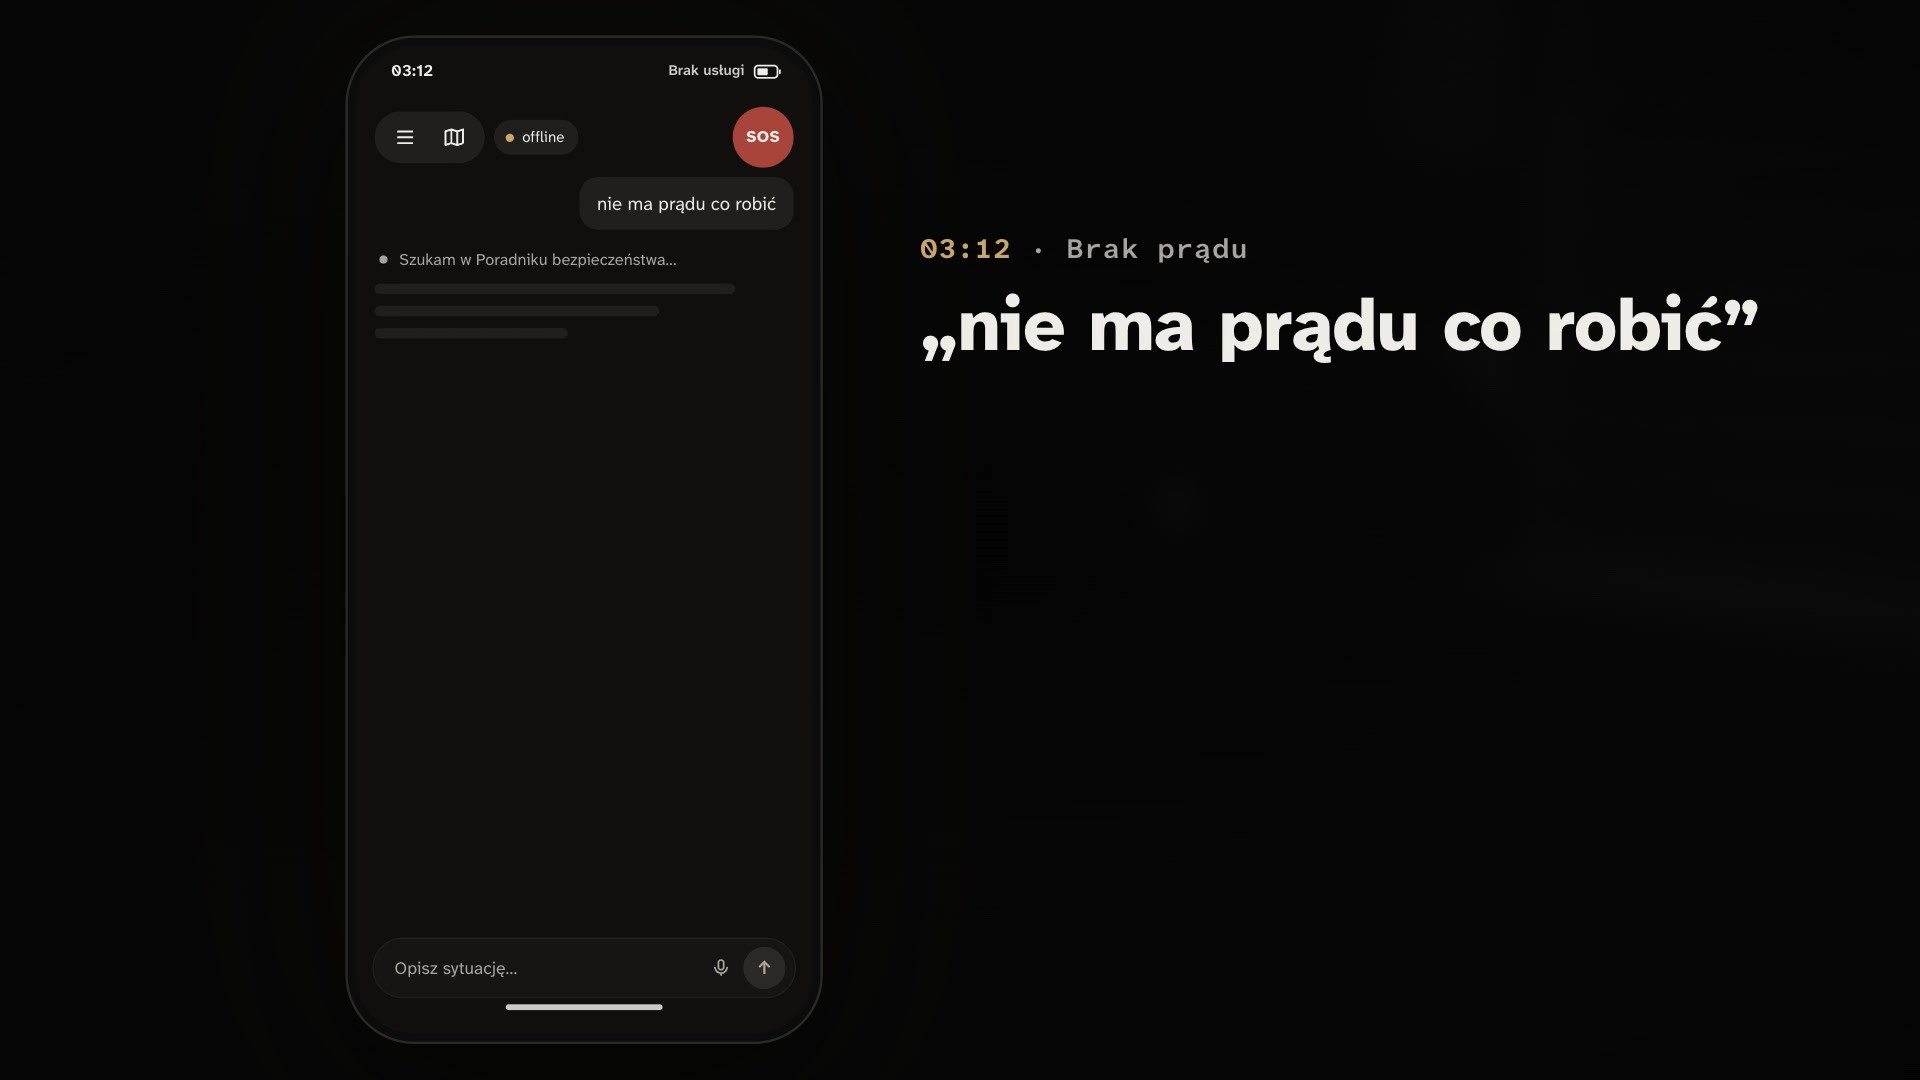 03:12
Brak usługi
offline
SOS
nie ma prądu co robić
Szukam w Poradniku bezpieczeństwa...
Opisz sytuację...
03:12 · Brak prądu
„nie ma prądu co robić”